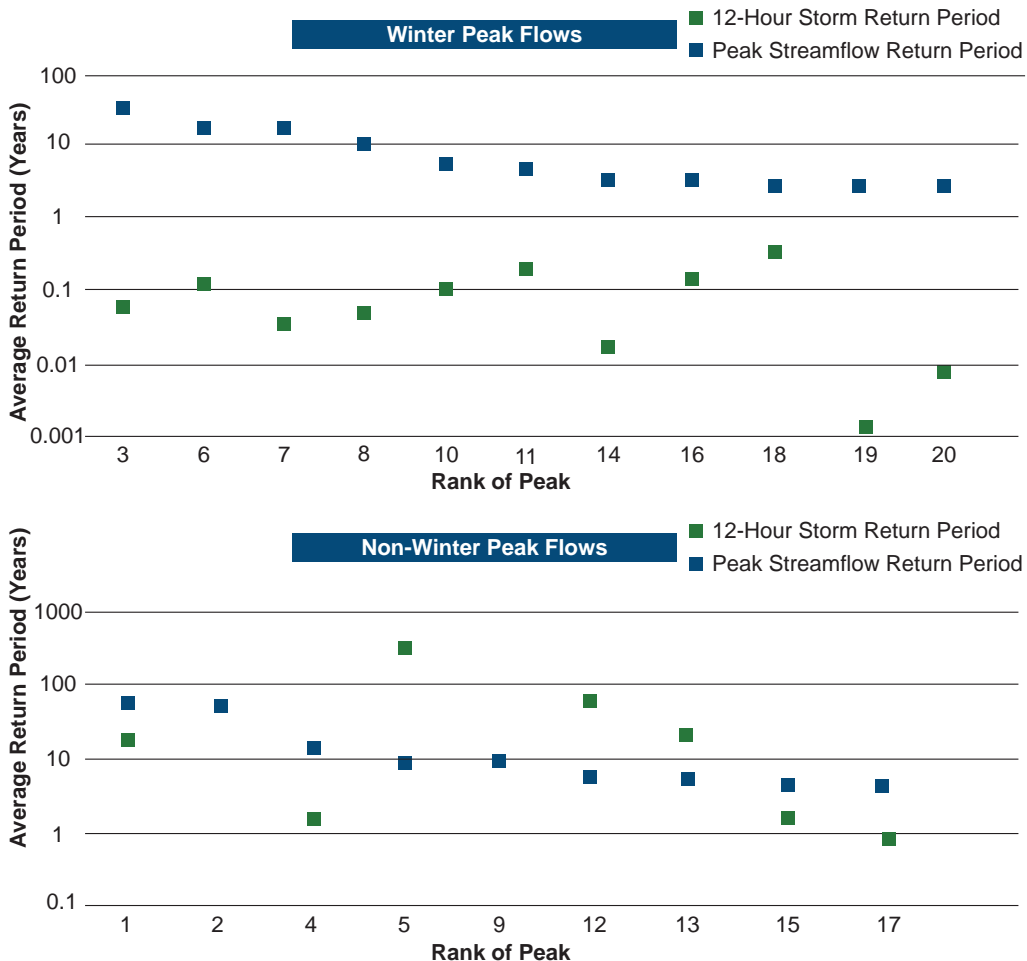 12-Hour Storm Return Period
Winter Peak Flows
Peak Streamflow Return Period
Average Return Period (Years)
100
10
1
0.1
0.01
0.001
3 6 7 8 10 11 14 16 18 19 20
Rank of Peak
12-Hour Storm Return Period
Non-Winter Peak Flows
Peak Streamflow Return Period
Average Return Period (Years)
1000
100
10
1
0.1
1 2 4 5 9 12 13 15 17
Rank of Peak